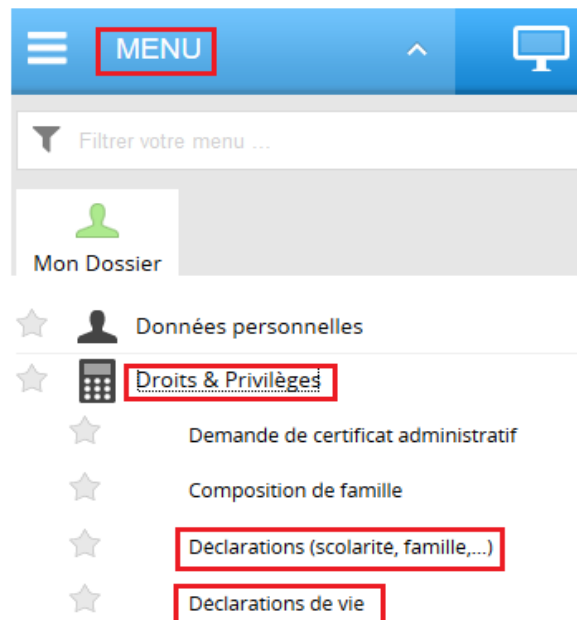 MENU
Filtrer votre menu ...
Mon Dossier
Données personnelles
Droits & Privilèges
Demande de certificat administratif
Composition de famille
Déclarations (scolarité, famille,...)
Déclarations de vie